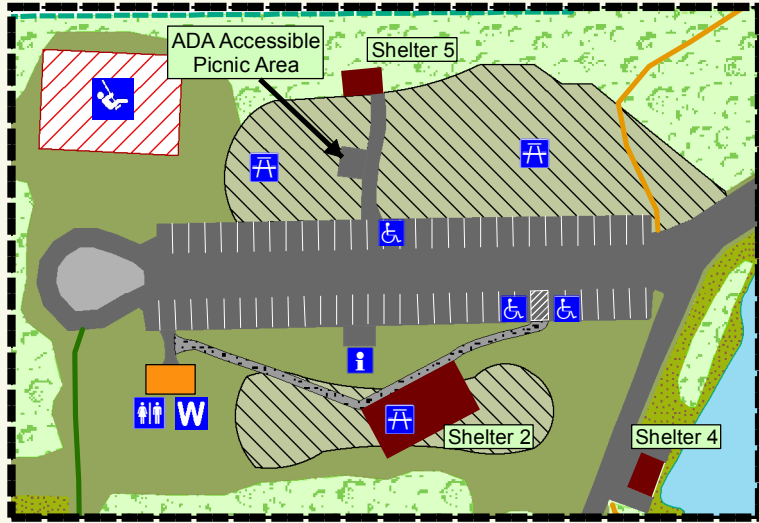 ADA Accessible
Picnic Area
Shelter 5
i
W
Shelter 2
Shelter 4